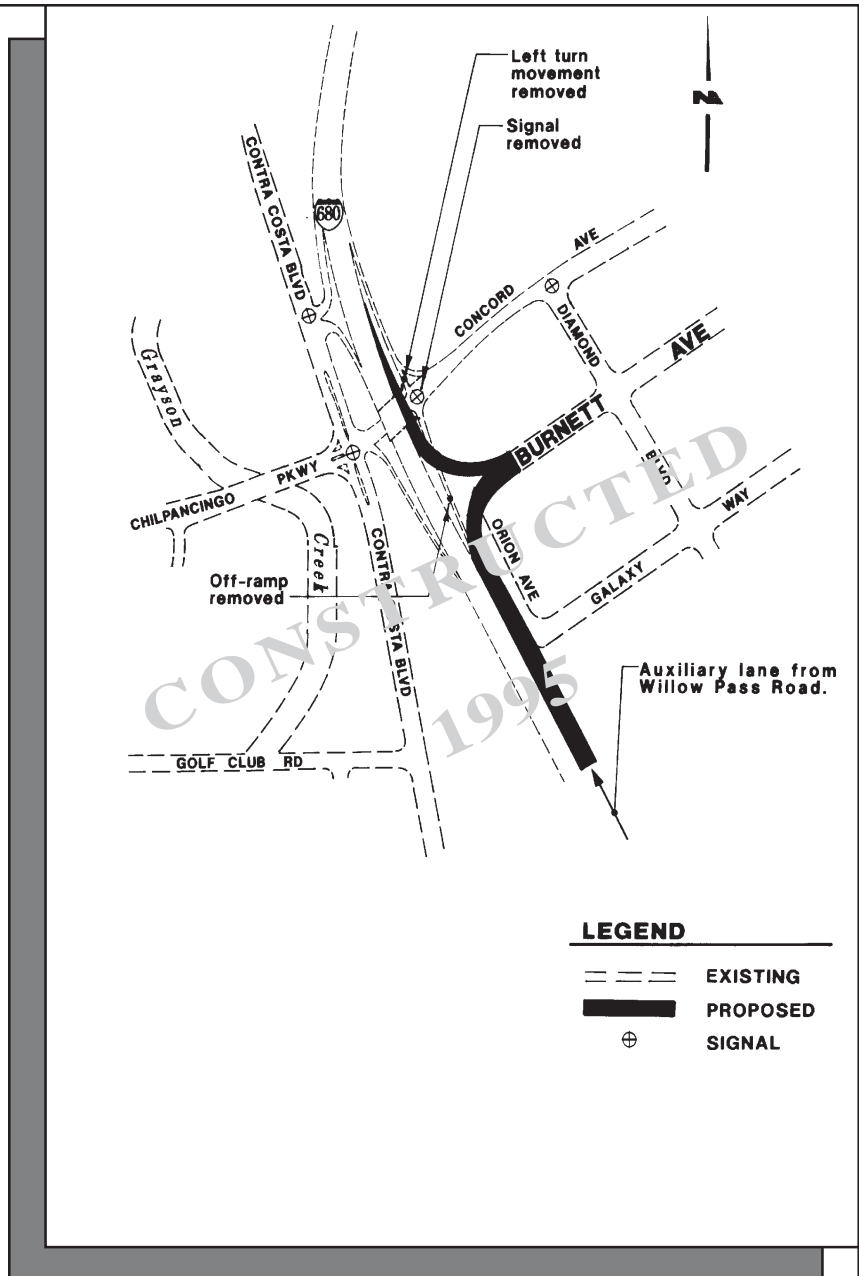 Left turn
movement
removed
Signal
removed
N
CONTRA COSTA BLVD
680
CONCORD AVE
DIAMOND BLVD
BURNETT AVE
Grayson Creek
CHILPANCINGO PKWY
ORION AVE
GALAXY WAY
CONTRA COSTA BLVD
Off-ramp
removed
CONSTRUCTED
1995
Auxiliary lane from
Willow Pass Road.
GOLF CLUB RD
LEGEND
EXISTING
PROPOSED
SIGNAL